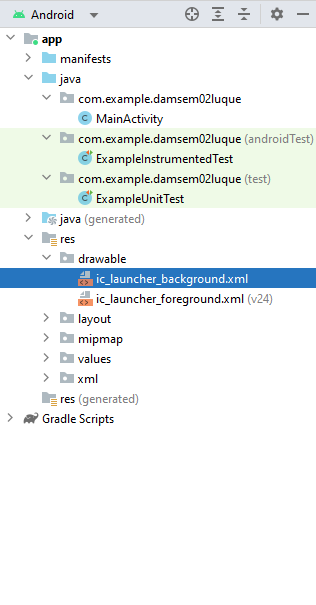 Android
app
manifests
java
com.example.damsem02luque
MainActivity
com.example.damsem02luque (androidTest)
ExampleInstrumentedTest
com.example.damsem02luque (test)
ExampleUnitTest
java (generated)
res
drawable
ic_launcher_background.xml
ic_launcher_foreground.xml (v24)
layout
mipmap
values
xml
res (generated)
Gradle Scripts